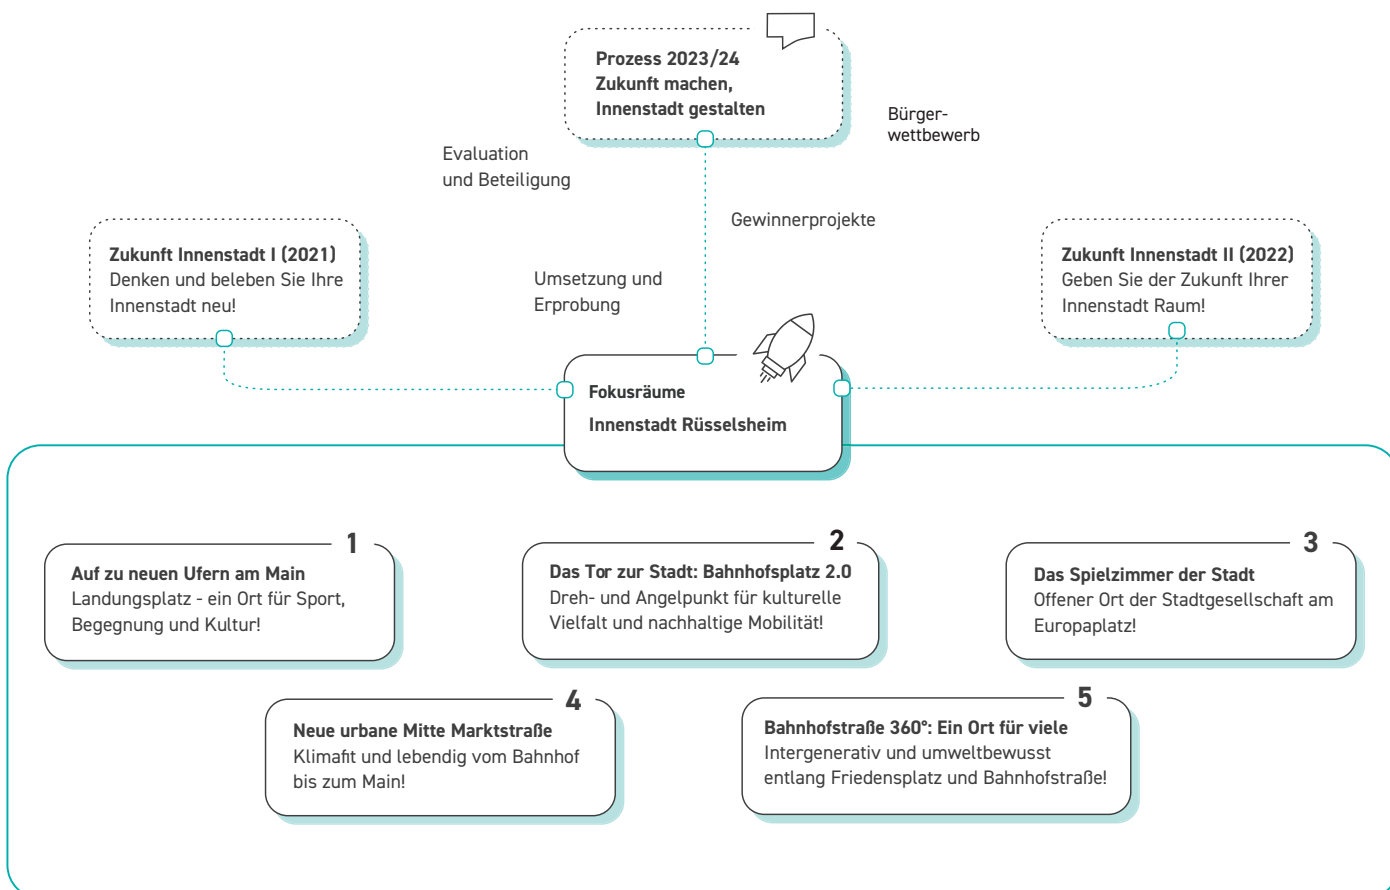 Prozess 2023/24
Zukunft machen,
Innenstadt gestalten
Bürger-
wettbewerb
Evaluation
und Beteiligung
Gewinnerprojekte
Zukunft Innenstadt I (2021)
Denken und beleben Sie Ihre
Innenstadt neu!
Umsetzung und
Erprobung
Zukunft Innenstadt II (2022)
Geben Sie der Zukunft Ihrer
Innenstadt Raum!
Fokusräume
Innenstadt Rüsselsheim
1
Auf zu neuen Ufern am Main
Landungsplatz - ein Ort für Sport,
Begegnung und Kultur!
2
Das Tor zur Stadt: Bahnhofsplatz 2.0
Dreh- und Angelpunkt für kulturelle
Vielfalt und nachhaltige Mobilität!
3
Das Spielzimmer der Stadt
Offener Ort der Stadtgesellschaft am
Europaplatz!
4
Neue urbane Mitte Marktstraße
Klimafit und lebendig vom Bahnhof
bis zum Main!
5
Bahnhofstraße 360°: Ein Ort für viele
Intergenerativ und umweltbewusst
entlang Friedensplatz und Bahnhofstraße!